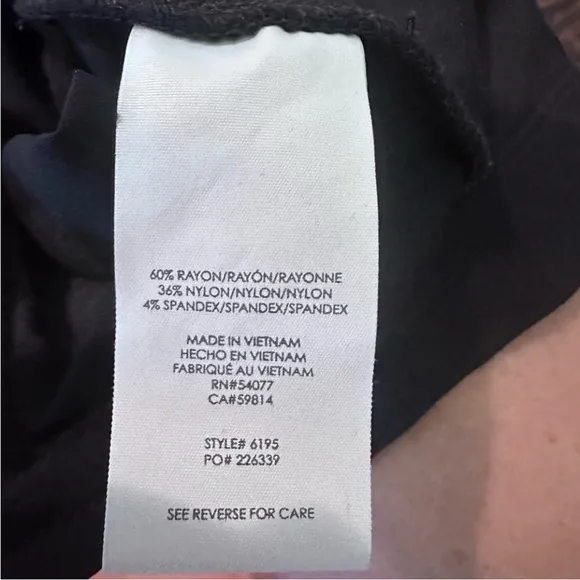 60% RAYON/RAYÓN/RAYONNE
36% NYLON/NYLON/NYLON
4% SPANDEX/SPANDEX/SPANDEX
MADE IN VIETNAM
HECHO EN VIETNAM
FABRIQUÉ AU VIETNAM
RN#54077
CA#59814
STYLE# 6195
PO# 226339
SEE REVERSE FOR CARE